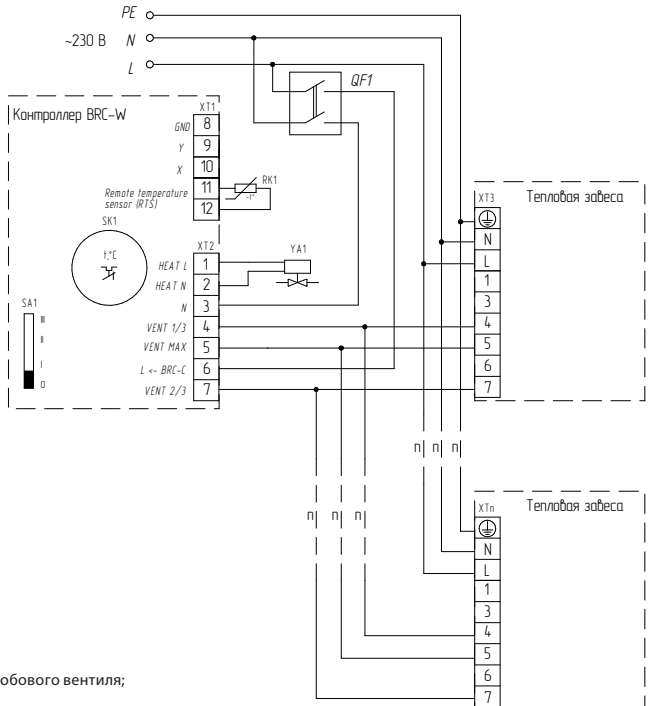 PE
~230 В N
L
QF1
Контроллер BRC-W
XT1
GND 8
Y 9
X 10
Remote temperature
sensor (RTS)
11
12
RK1
-t°
SK1
t,°C
XT2
HEAT L 1
HEAT N 2
N 3
VENT 1/3 4
VENT MAX 5
L <- BRC-C 6
VENT 2/3 7
YA1
SA1
III
II
I
0
XT3
Тепловая завеса
N
L
1
3
4
5
6
7
п п п
п п п
XTп
Тепловая завеса
N
L
1
3
4
5
6
7
обового вентиля;